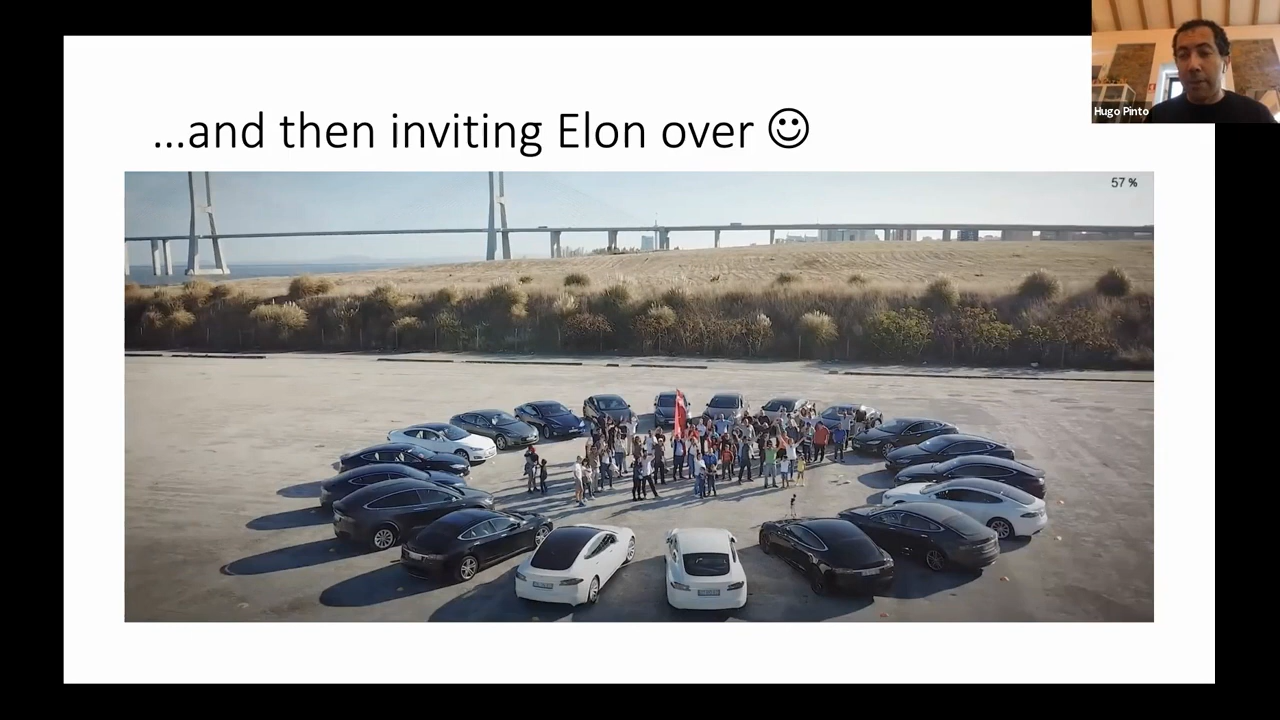 ...and then inviting Elon over ☺
57 %
Hugo Pinto